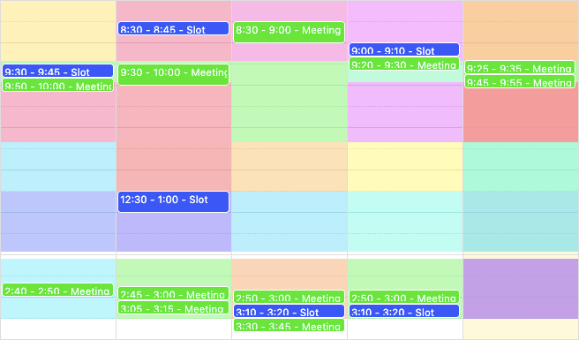 9:30 - 9:45 - Slot
9:50 - 10:00 - Meeting
2:40 - 2:50 - Meeting
8:30 - 8:45 - Slot
9:30 - 10:00 - Meeting
12:30 - 1:00 - Slot
2:45 - 3:00 - Meeting
3:05 - 3:15 - Meeting
8:30 - 9:00 - Meeting
2:50 - 3:00 - Meeting
3:10 - 3:20 - Slot
3:30 - 3:45 - Meeting
9:00 - 9:10 - Slot
9:20 - 9:30 - Meeting
2:50 - 3:00 - Meeting
3:10 - 3:20 - Slot
9:25 - 9:35 - Meeting
9:45 - 9:55 - Meeting